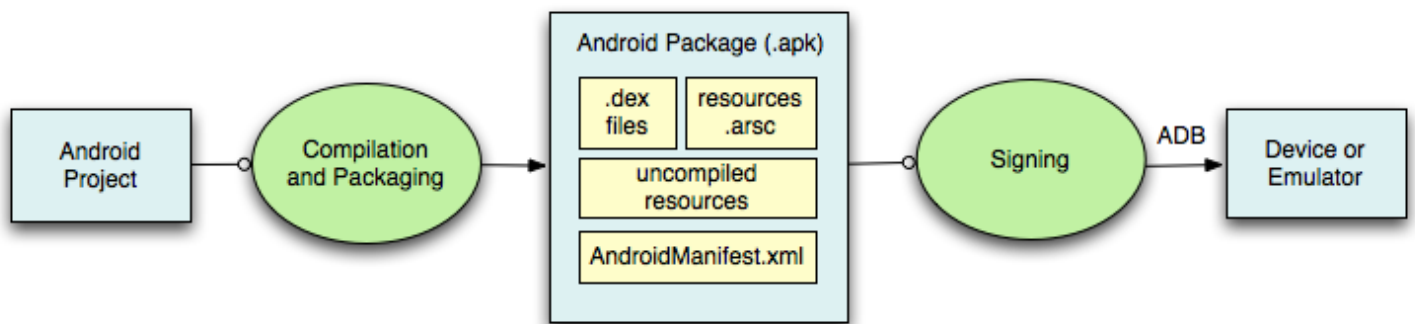 Android
Project
Compilation
and Packaging
Android Package (.apk)
.dex
files
resources
.arsc
uncompiled
resources
AndroidManifest.xml
Signing
ADB
Device or
Emulator